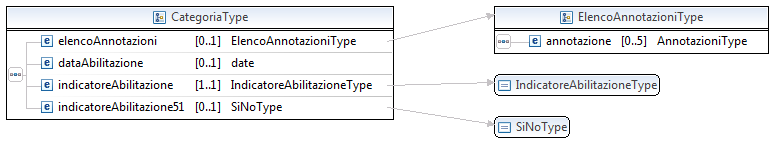 CategoriaType
elencoAnnotazioni [0..1] ElencoAnnotazioniType
dataAbilitazione [0..1] date
indicatoreAbilitazione [1..1] IndicatoreAbilitazioneType
indicatoreAbilitazione51 [0..1] SiNoType
ElencoAnnotazioniType
annotazione [0..5] AnnotazioniType
IndicatoreAbilitazioneType
SiNoType